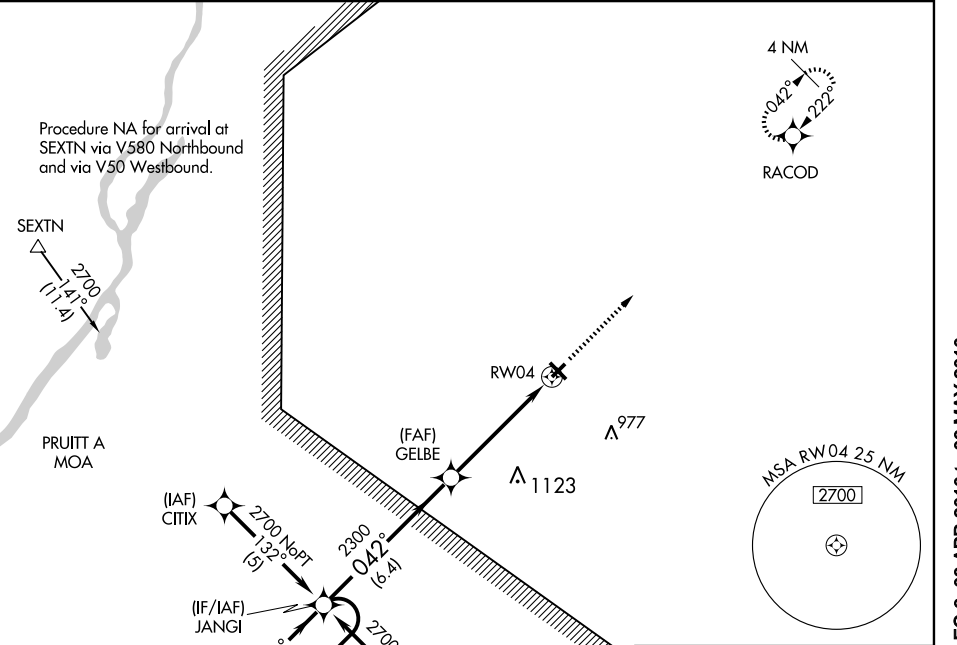 4 NM
042°
222°
RACOD
Procedure NA for arrival at
SEXTN via V580 Northbound
and via V50 Westbound.
SEXTN
2700
141°
(11.4)
RW04
977
(FAF)
GELBE
1123
PRUITT A
MOA
MSA RW04 25 NM
2700
(IAF)
CITIX
2700 NoPT
132°
(5)
2300
042°
(6.4)
(IF/IAF)
JANGI
2700